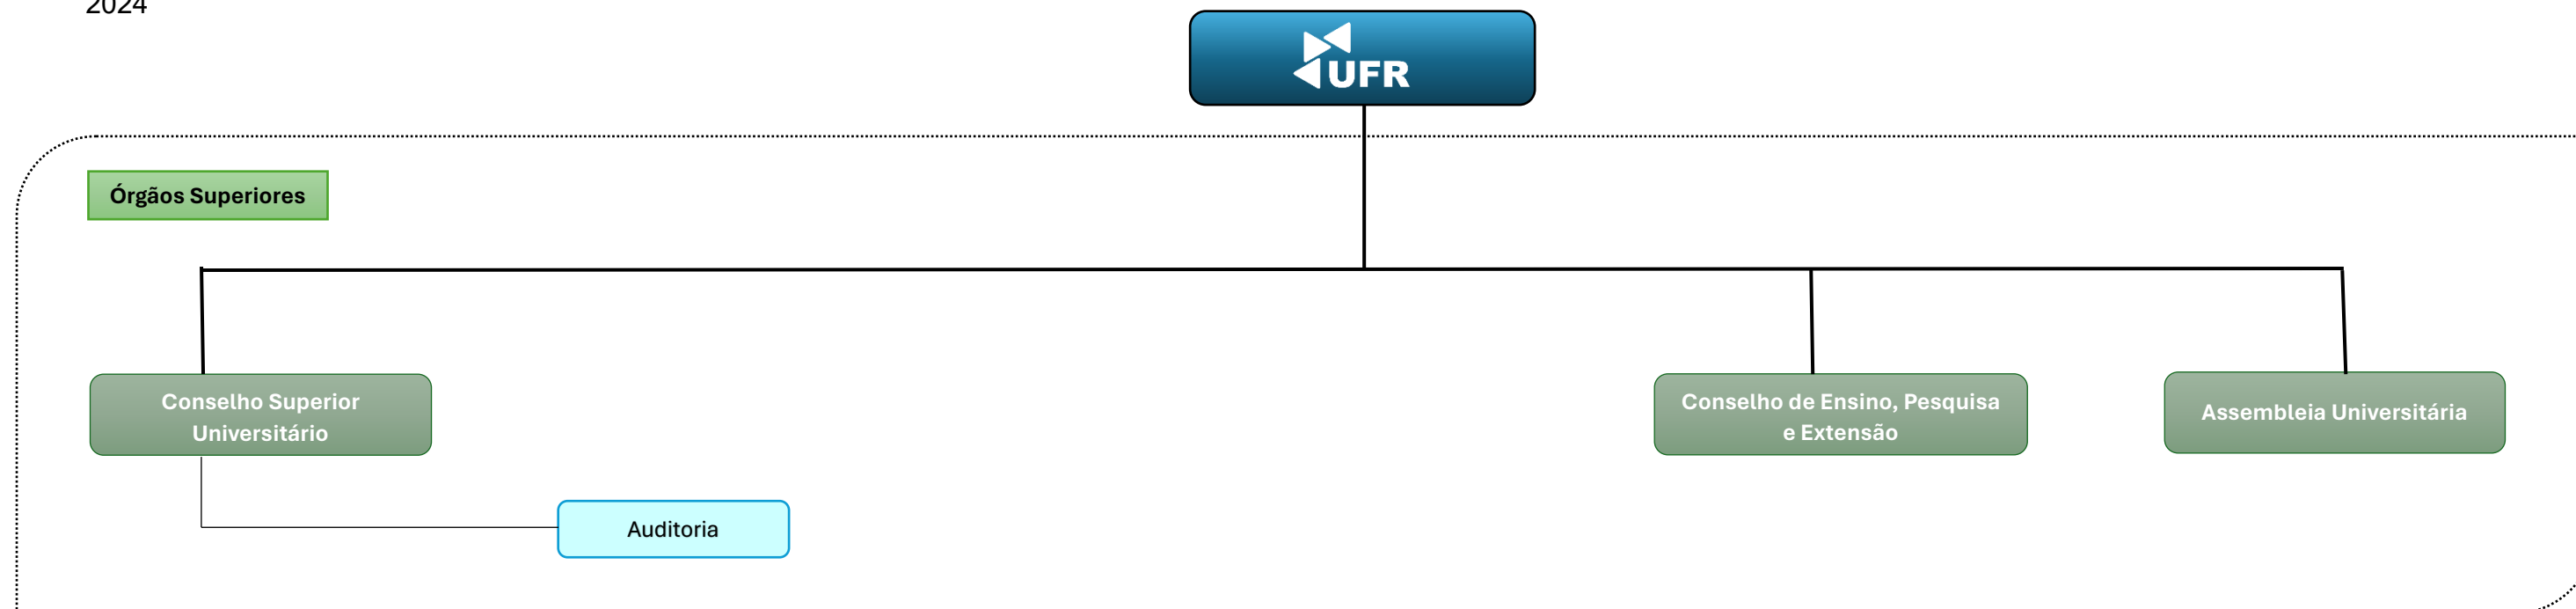 2024
UFR
Órgãos Superiores
Conselho Superior
Universitário
Conselho de Ensino, Pesquisa
e Extensão
Assembleia Universitária
Auditoria